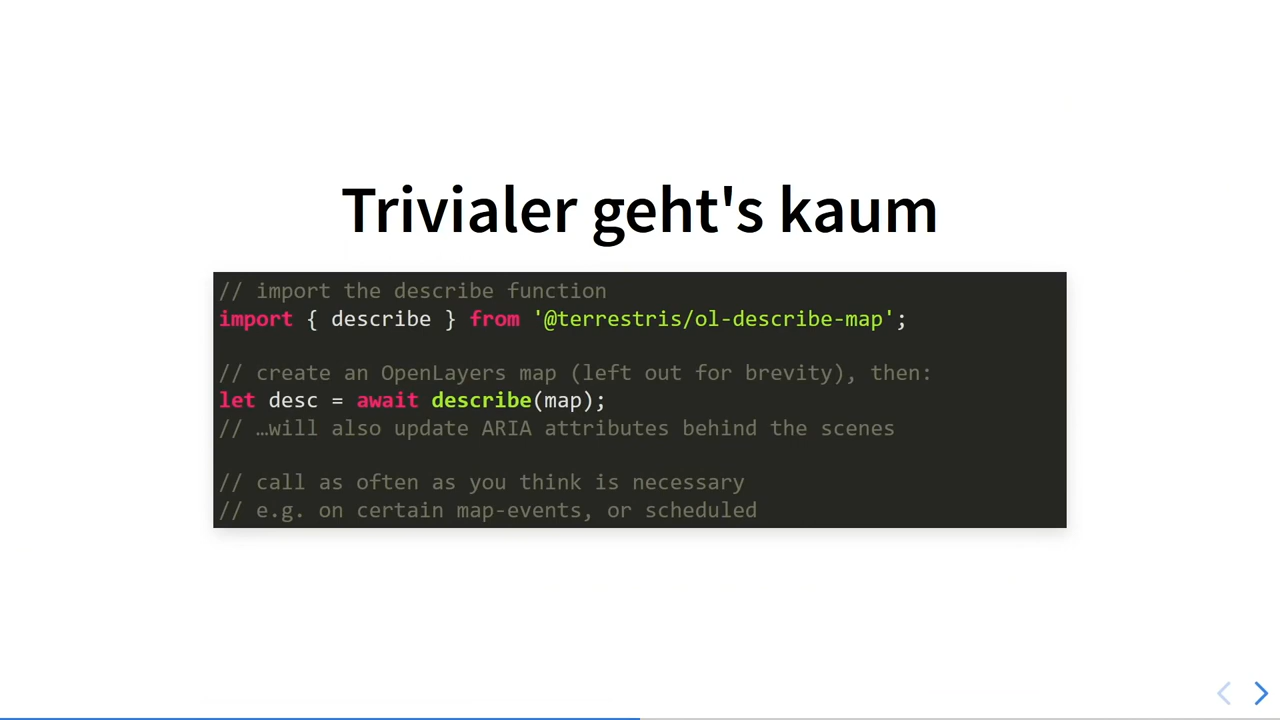 Trivialer geht's kaum
// import the describe function
import { describe } from '@terrestris/ol-describe-map';
// create an OpenLayers map (left out for brevity), then:
let desc = await describe(map);
// …will also update ARIA attributes behind the scenes
// call as often as you think is necessary
// e.g. on certain map-events, or scheduled